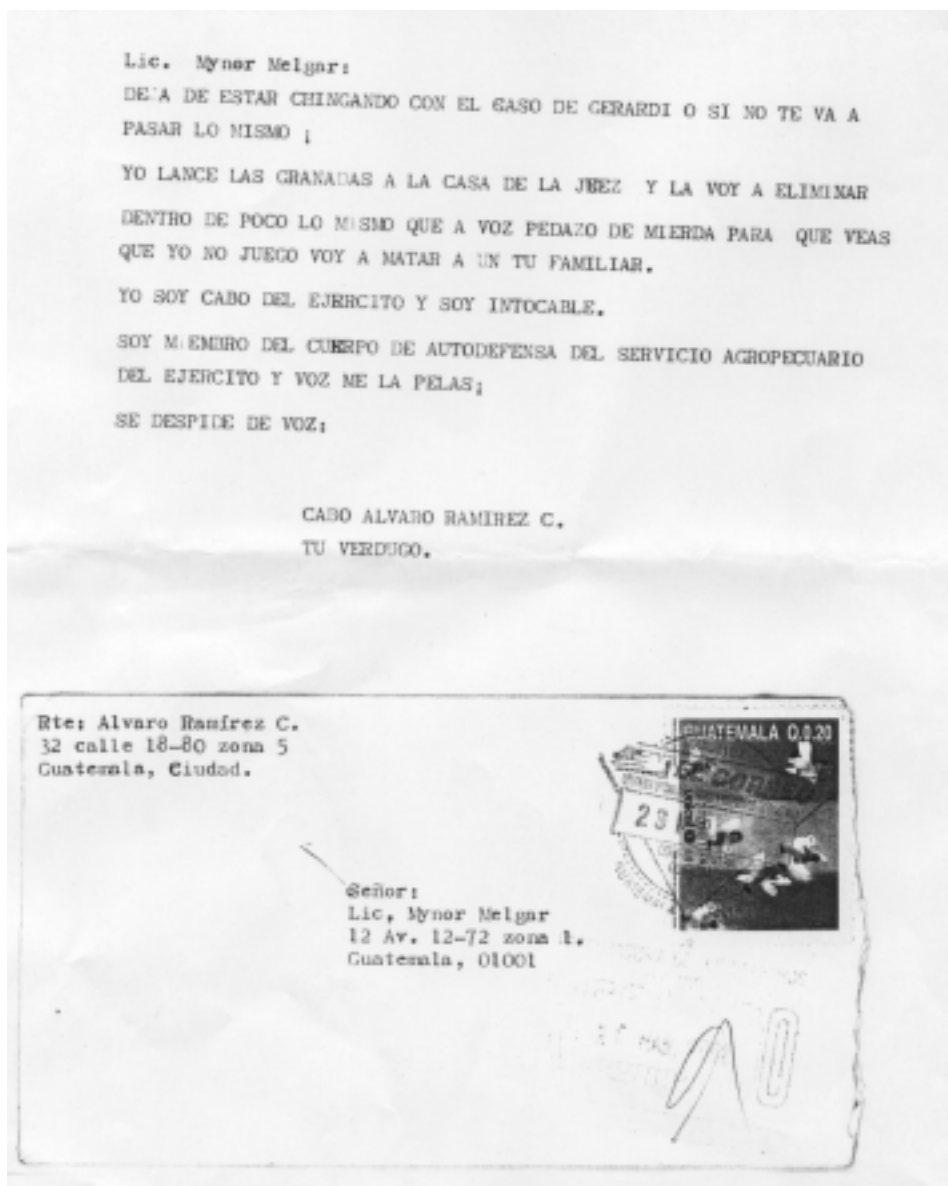 Lic. Mynor Melgar:
DEJA DE ESTAR CHINGANDO CON EL CASO DE GERARDI O SI NO TE VA A
PASAR LO MISMO ¡
YO LANCE LAS GRANADAS A LA CASA DE LA JUEZ Y LA VOY A ELIMINAR
DENTRO DE POCO LO MISMO QUE A VOZ PEDAZO DE MIERDA PARA QUE VEAS
QUE YO NO JUEGO VOY A MATAR A UN TU FAMILIAR.
YO SOY CABO DEL EJERCITO Y SOY INTOCABLE.
SOY MIEMBRO DEL CUERPO DE AUTODEFENSA DEL SERVICIO AGROPECUARIO
DEL EJERCITO Y VOZ ME LA PELAS¡
SE DESPIDE DE VOZ:
CABO ALVARO RAMIREZ C.
TU VERDUGO.
Rte: Alvaro Ramírez C.
32 calle 18-80 zona 5
Guatemala, Ciudad.
GUATEMALA Q.0.20
23
Señor:
Lic, Mynor Melgar
12 Av. 12-72 zona 1.
Guatemala, 01001